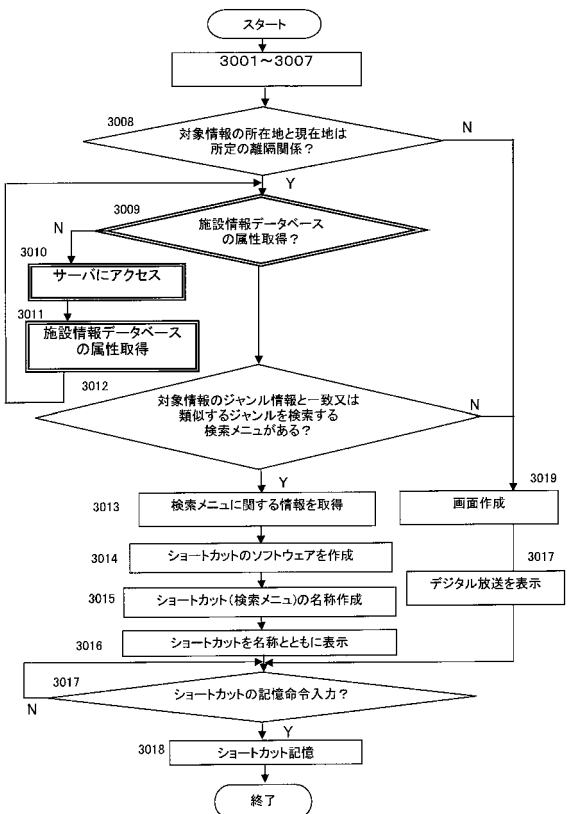 スタート
3001～3007
3008
対象情報の所在地と現在地は
所定の離隔関係？
N
Y
3009
施設情報データベース
の属性取得？
N
3010
サーバにアクセス
3011
施設情報データベース
の属性取得
3012
対象情報のジャンル情報と一致又は
類似するジャンルを検索する
検索メニュがある？
N
Y
3013
検索メニュに関する情報を取得
3019
画面作成
3014
ショートカットのソフトウェアを作成
3017
デジタル放送を表示
3015
ショートカット(検索メニュ)の名称作成
3016
ショートカットを名称とともに表示
3017
ショートカットの記憶命令入力？
N
Y
3018
ショートカット記憶
終了